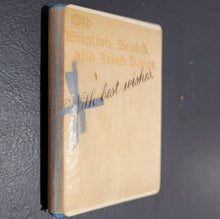 Old
English, Scotch
and Irish Songs
With best wishes.